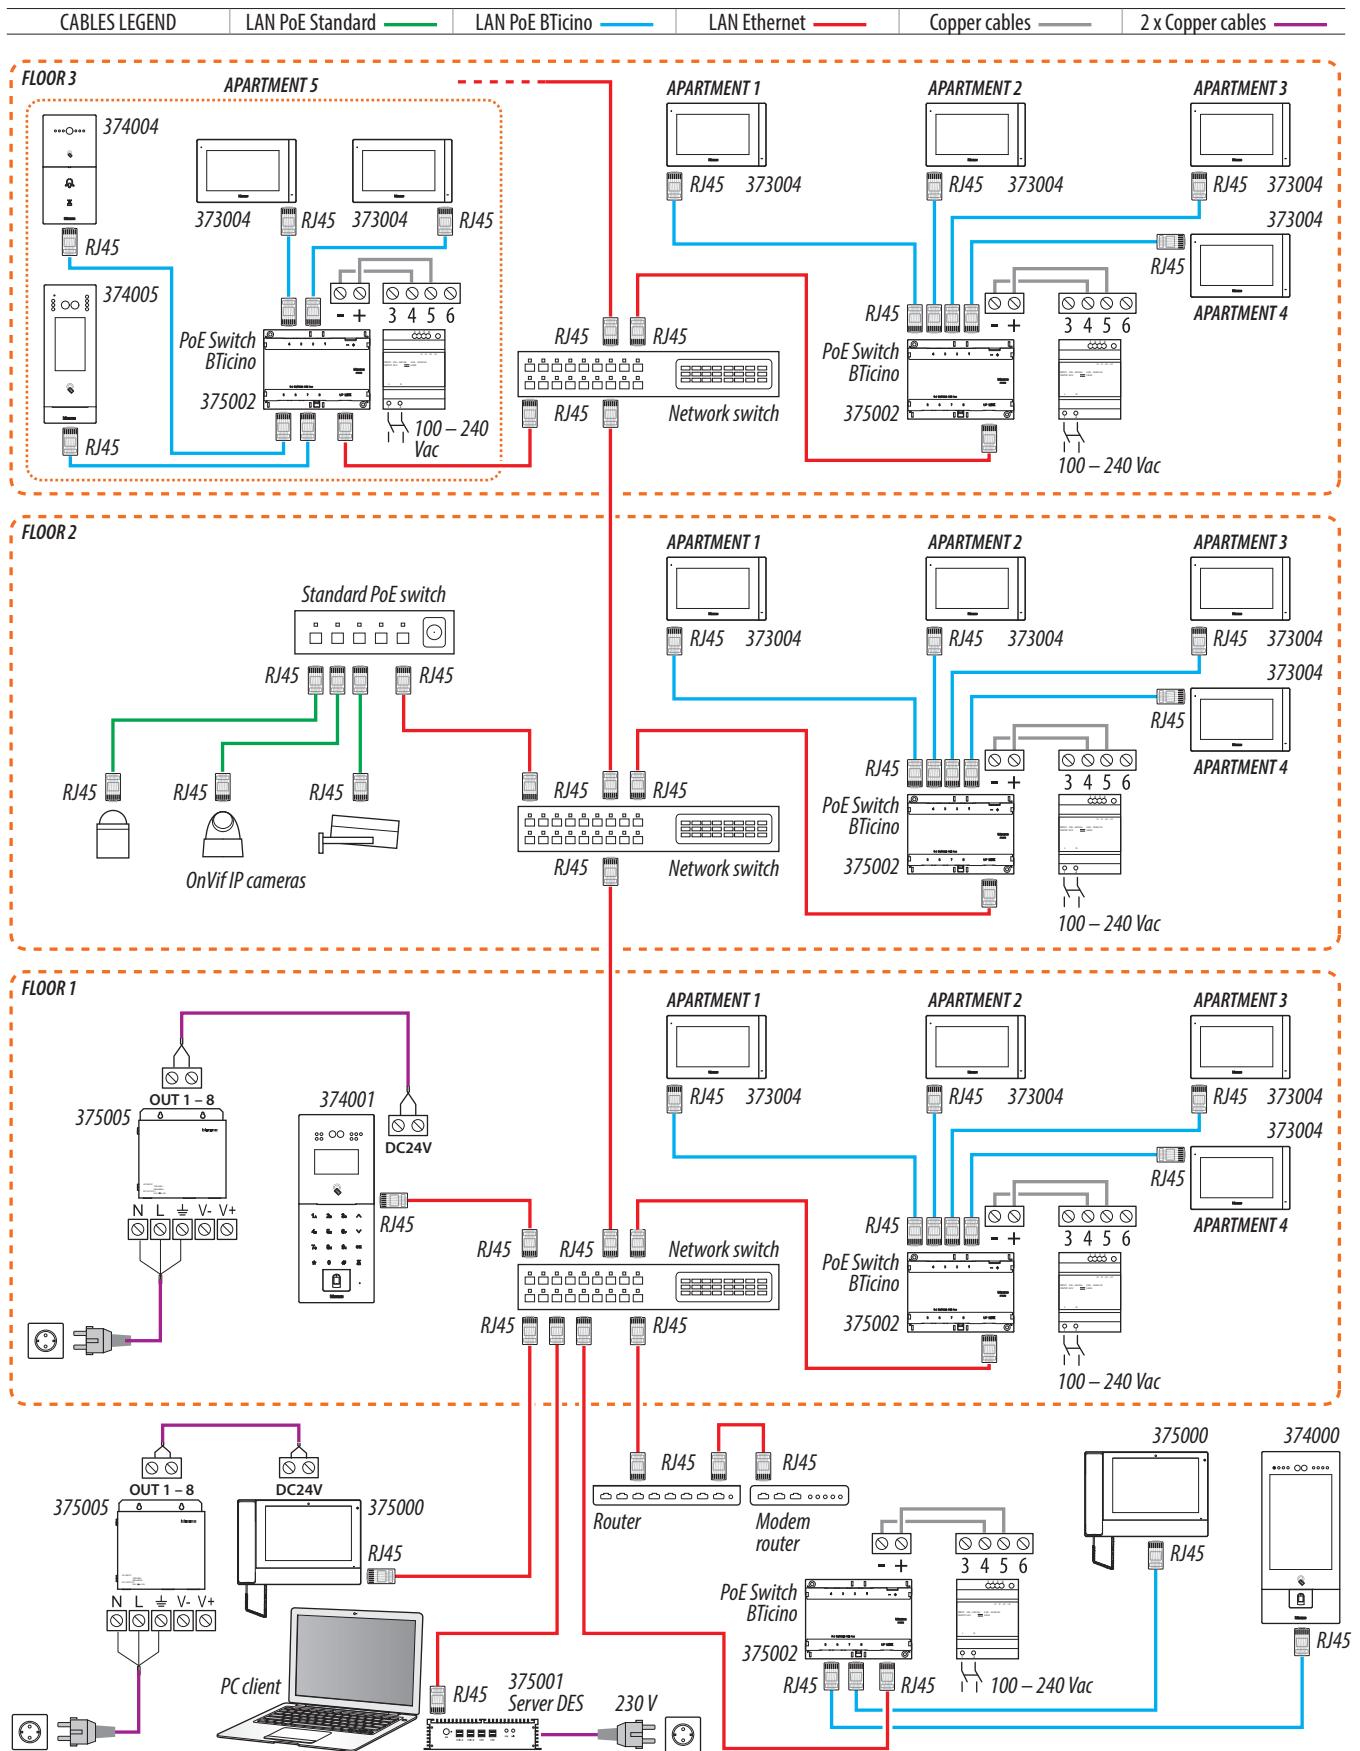 CABLES LEGEND LAN PoE Standard LAN PoE BTicino LAN Ethernet Copper cables 2 x Copper cables
FLOOR 3
APARTMENT 5
374004
373004
RJ45
373004
RJ45
RJ45
374005
- + 3 4 5 6
PoE Switch
BTicino
375002
RJ45
100 – 240
Vac
RJ45 RJ45
RJ45
Network switch
APARTMENT 1
RJ45 373004
APARTMENT 2
RJ45 373004
APARTMENT 3
RJ45 373004
373004
RJ45
APARTMENT 4
RJ45
- + 3 4 5 6
PoE Switch
BTicino
375002
100 – 240 Vac
FLOOR 2
Standard PoE switch
RJ45 RJ45
RJ45 RJ45 RJ45
OnVif IP cameras
RJ45 RJ45
RJ45
Network switch
APARTMENT 1
RJ45 373004
APARTMENT 2
RJ45 373004
APARTMENT 3
RJ45 373004
373004
RJ45
APARTMENT 4
RJ45
- + 3 4 5 6
PoE Switch
BTicino
375002
100 – 240 Vac
FLOOR 1
OUT 1 – 8
375005
N L V- V+
374001
DC24V
RJ45
RJ45 RJ45
Network switch
RJ45 RJ45
APARTMENT 1
RJ45 373004
APARTMENT 2
RJ45 373004
APARTMENT 3
RJ45 373004
373004
RJ45
APARTMENT 4
RJ45
- + 3 4 5 6
PoE Switch
BTicino
375002
100 – 240 Vac
OUT 1 – 8
375005
N L V- V+
DC24V
375000
RJ45
PC client
RJ45
375001
Server DES
230 V
RJ45 RJ45
Router
Modem
router
- + 3 4 5 6
PoE Switch
BTicino
375002
RJ45 RJ45
100 – 240 Vac
375000
RJ45
374000
RJ45